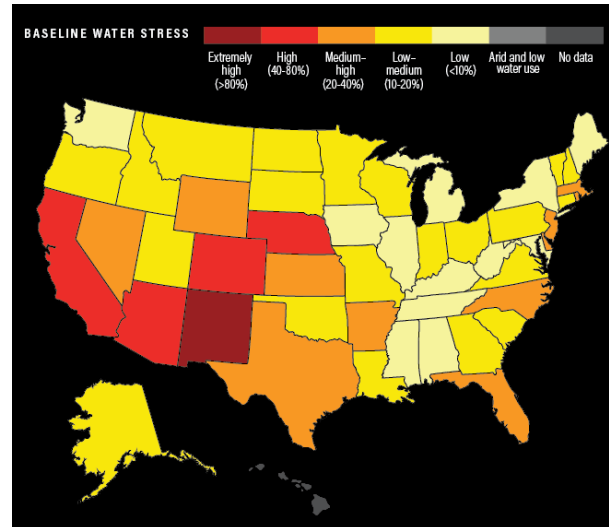 BASELINE WATER STRESS
Extremely high (>80%)
High (40-80%)
Medium–high (20-40%)
Low–medium (10-20%)
Low (<10%)
Arid and low water use
No data